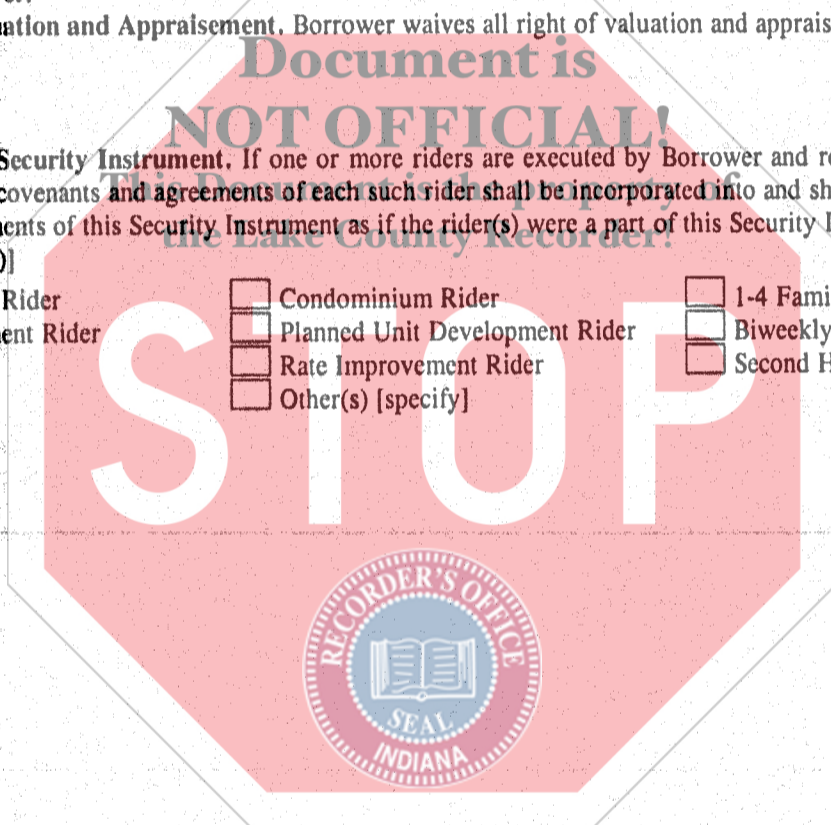 ation and Appraisement. Borrower waives all right of valuation and apprais
Document is
NOT OFFICIAL!
Security Instrument. If one or more riders are executed by Borrower and re
This Document is the property of
covenants and agreements of each such rider shall be incorporated into and sh
ents of this Security Instrument as if the rider(s) were a part of this Security I
the Lake County Recorder!
)]
Rider Condominium Rider 1-4 Fami
ent Rider Planned Unit Development Rider Biweekly
Rate Improvement Rider Second H
Other(s) [specify]
STOP
RECORDER'S OFFICE
SEAL
INDIANA